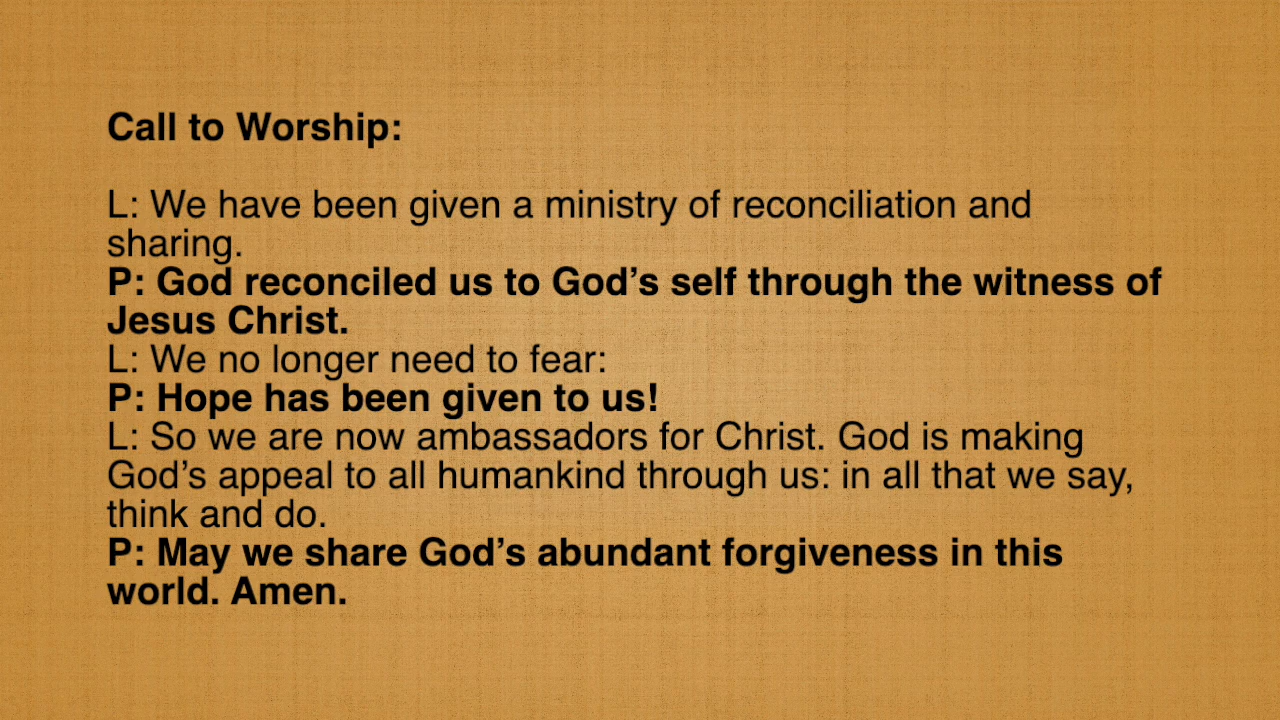 Call to Worship:
L: We have been given a ministry of reconciliation and
sharing.
P: God reconciled us to God’s self through the witness of
Jesus Christ.
L: We no longer need to fear:
P: Hope has been given to us!
L: So we are now ambassadors for Christ. God is making
God’s appeal to all humankind through us: in all that we say,
think and do.
P: May we share God’s abundant forgiveness in this
world. Amen.